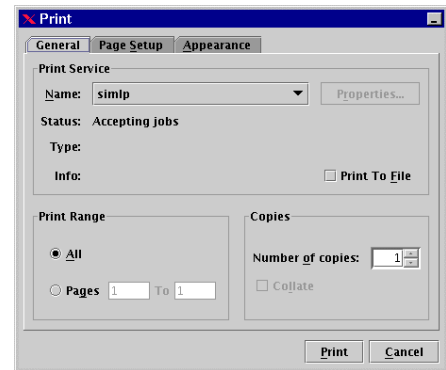 Print
General Page Setup Appearance
Print Service
Name: simlp Properties...
Status: Accepting jobs
Type:
Info: Print To File
Print Range Copies
All Number of copies: 1
Pages 1 To 1 Collate
Print Cancel